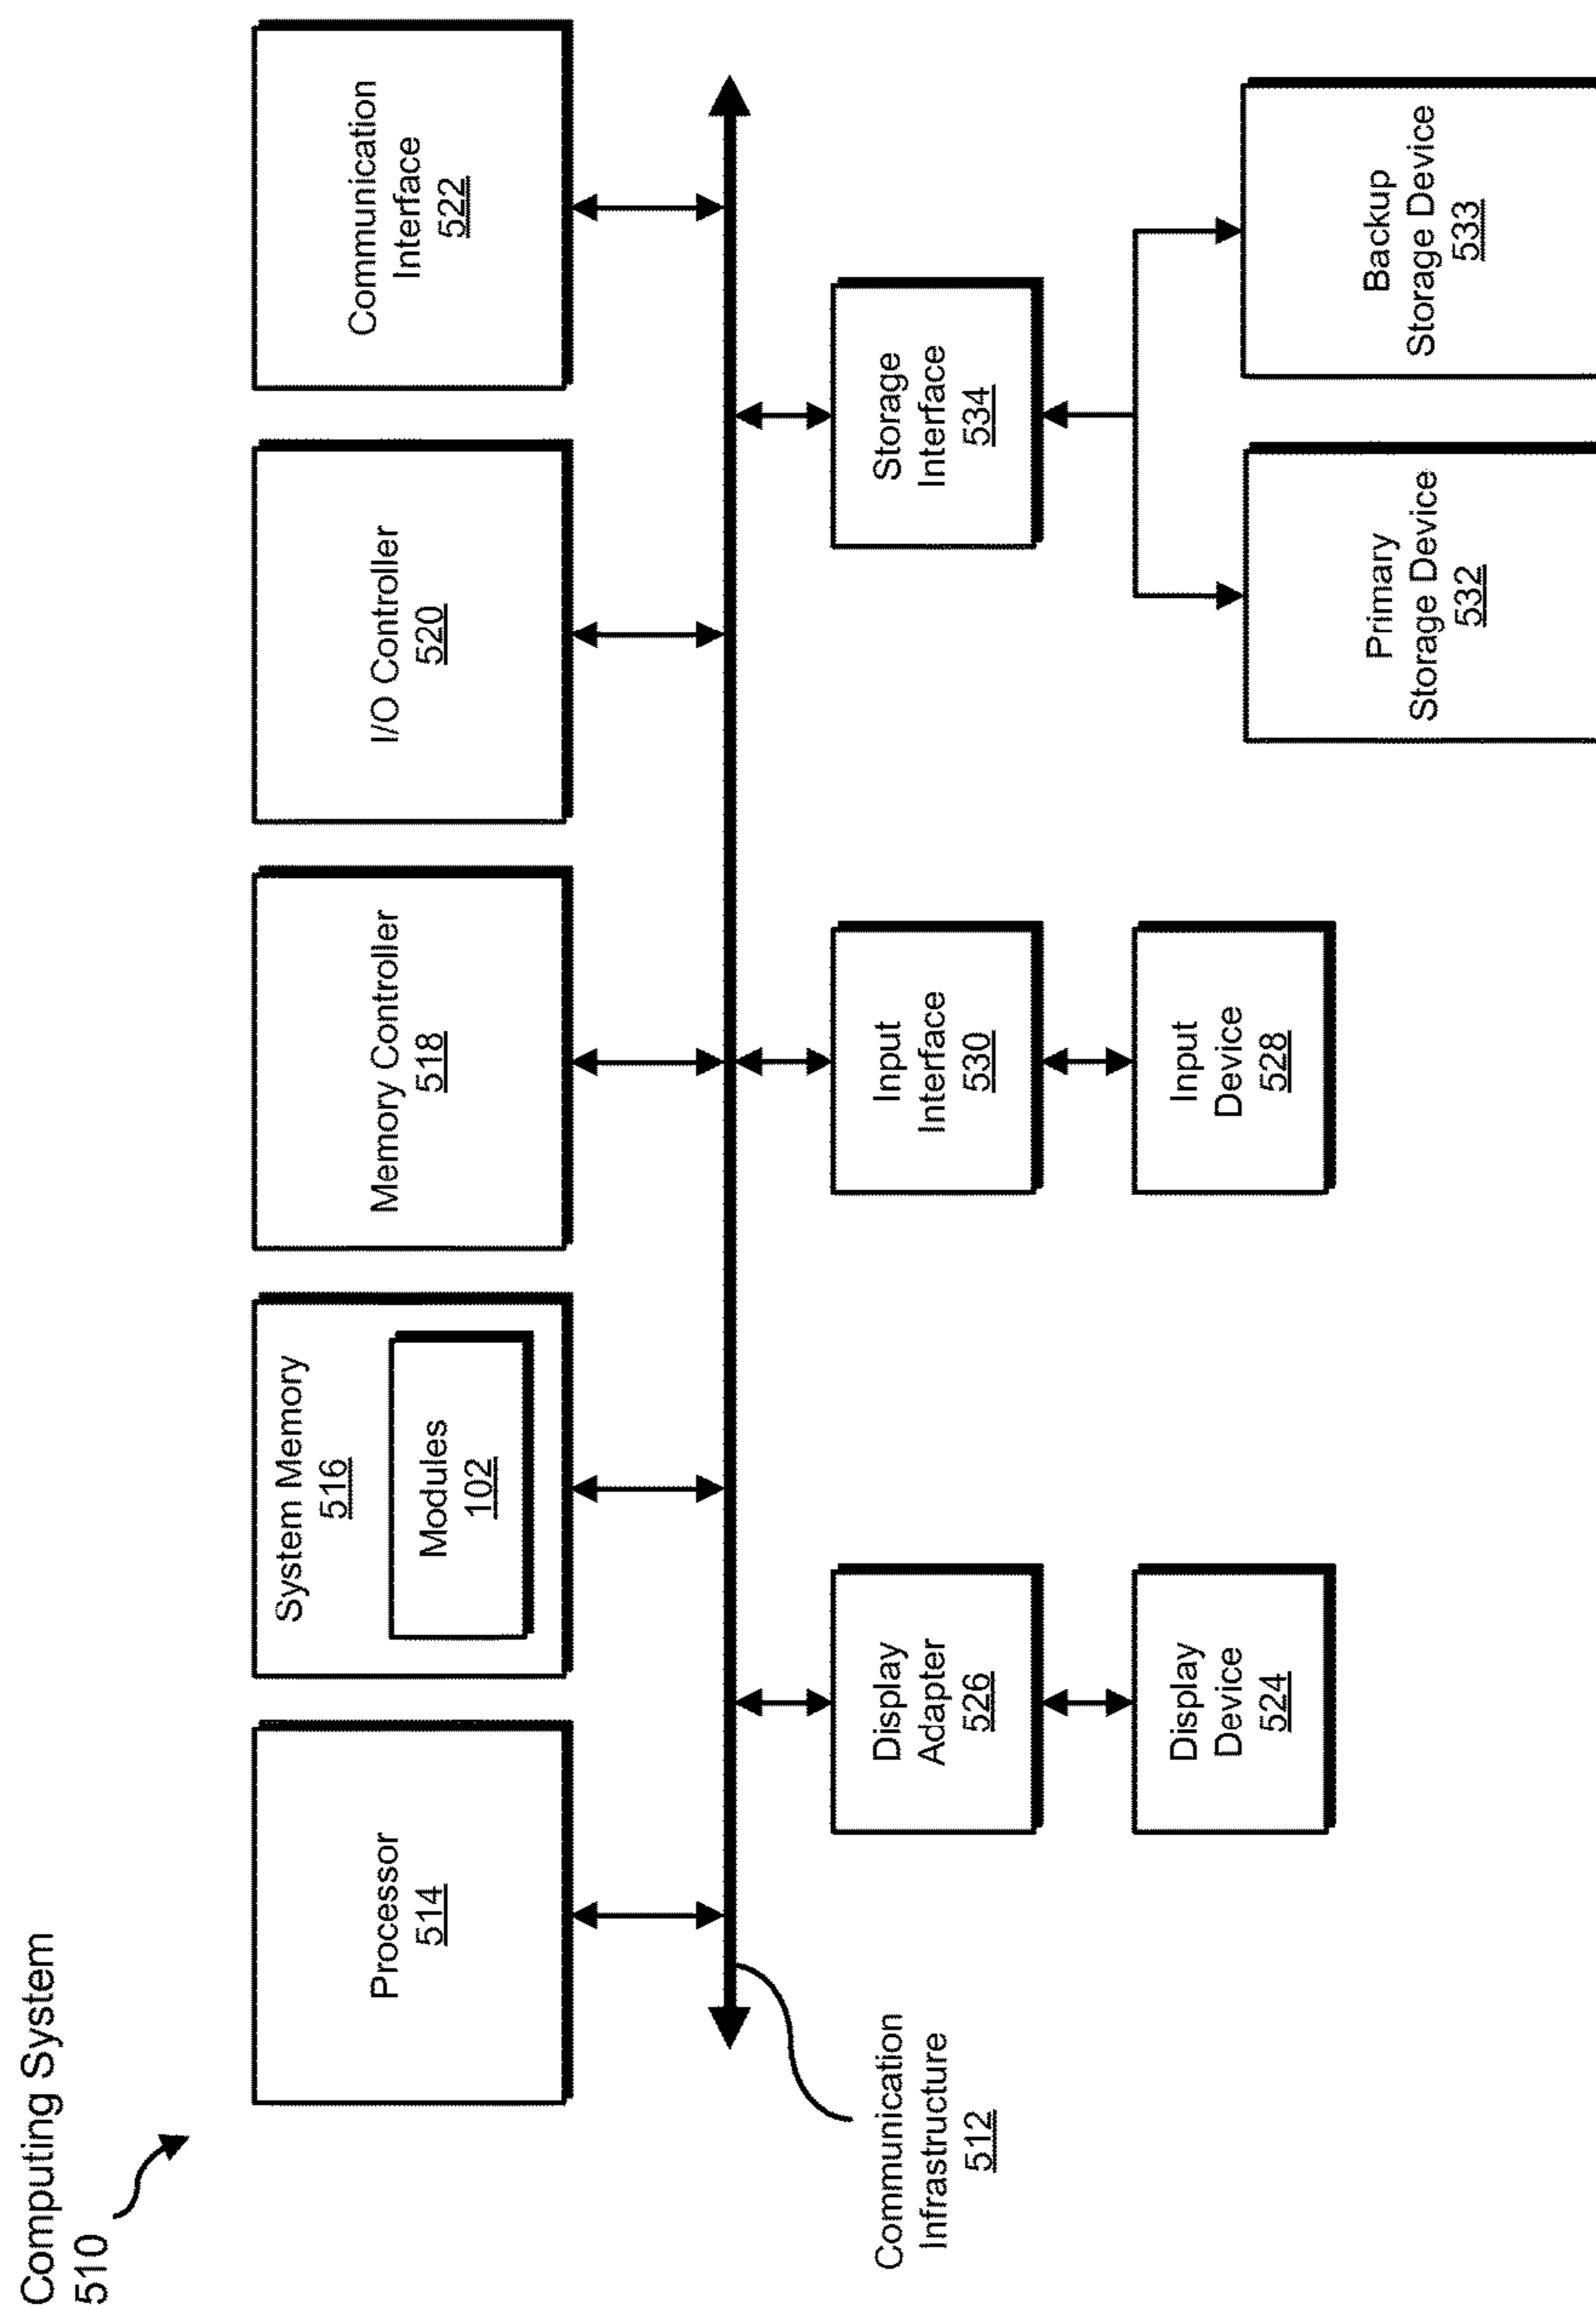 Computing System
510
Processor
514
System Memory
516
Modules
102
Memory Controller
518
I/O Controller
520
Communication
Interface
522
Communication
Infrastructure
512
Display
Adapter
526
Input
Interface
530
Storage
Interface
534
Display
Device
524
Input
Device
528
Primary
Storage Device
532
Backup
Storage Device
533